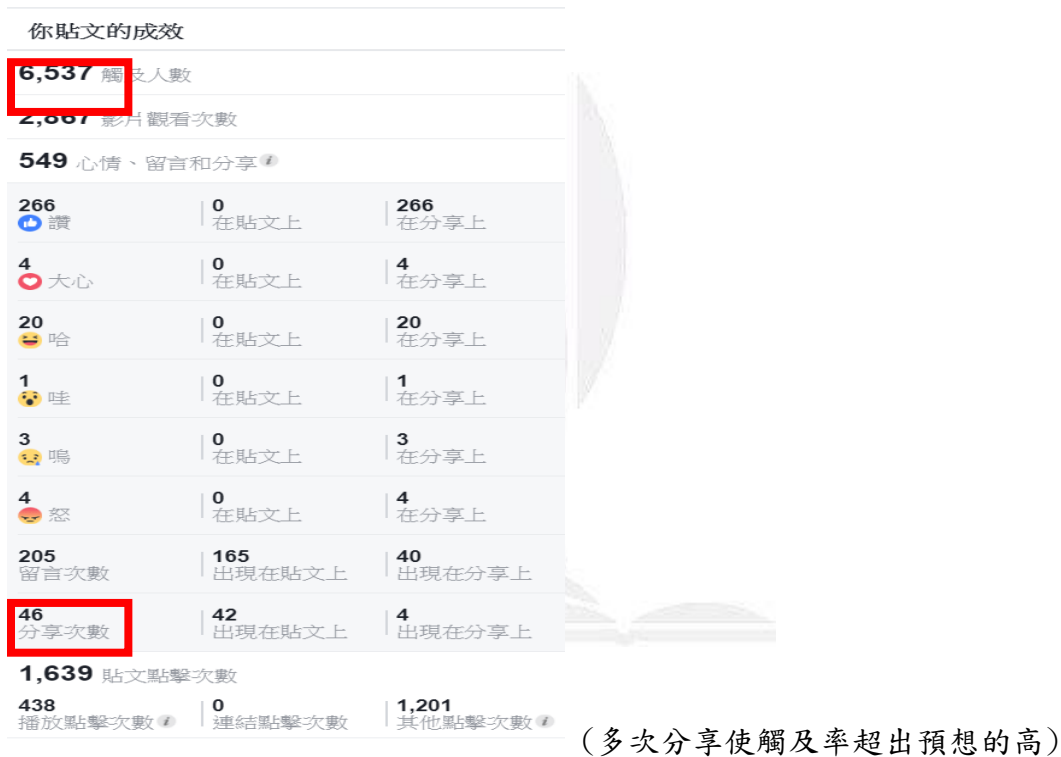 你貼文的成效
6,537 觸及人數
2,867 影片觀看次數
549 心情、留言和分享
266 0 266
讚 在貼文上 在分享上
4 0 4
大心 在貼文上 在分享上
20 0 20
哈 在貼文上 在分享上
1 0 1
哇 在貼文上 在分享上
3 0 3
嗚 在貼文上 在分享上
4 0 4
怒 在貼文上 在分享上
205 165 40
留言次數 出現在貼文上 出現在分享上
46 42 4
分享次數 出現在貼文上 出現在分享上
1,639 貼文點擊次數
438 0 1,201
播放點擊次數 連結點擊次數 其他點擊次數
(多次分享使觸及率超出預想的高)